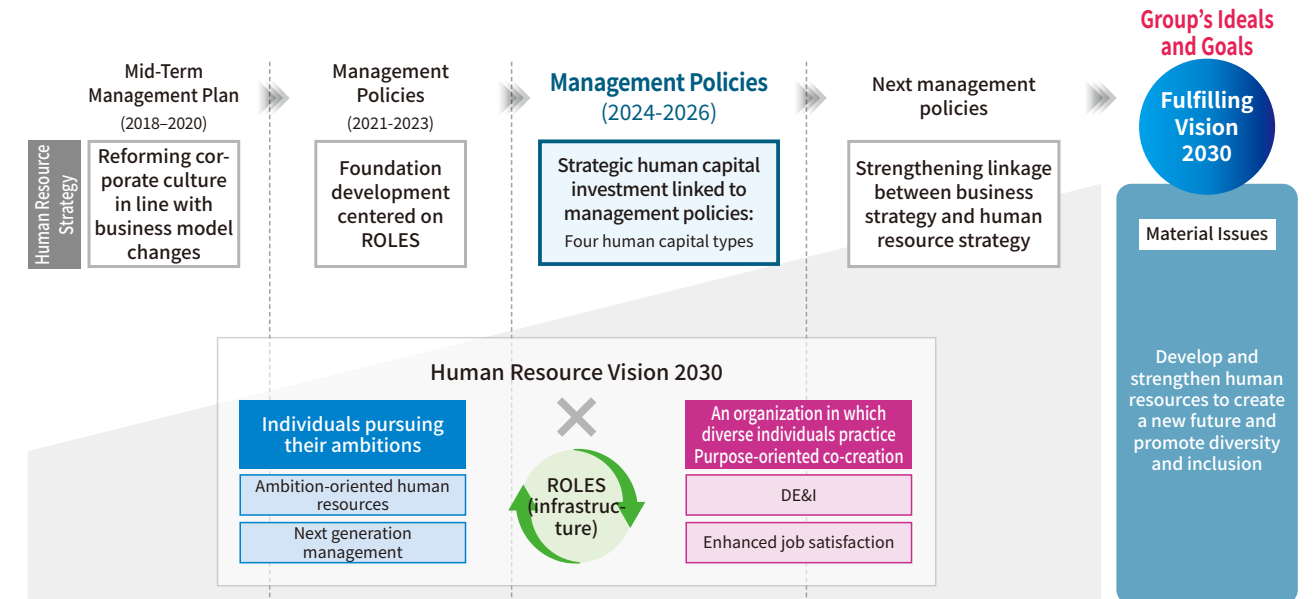 Group's Ideals
and Goals
Mid-Term
Management Plan
(2018–2020)
Management
Policies
(2021-2023)
Management Policies
(2024-2026)
Next management
policies
Fulfilling
Vision
2030
Human Resource
Strategy
Reforming cor-
porate culture
in line with
business model
changes
Foundation
development
centered on
ROLES
Strategic human capital
investment linked to
management policies:
Four human capital types
Strengthening linkage
between business
strategy and human
resource strategy
Material Issues
Develop and
strengthen human
resources to create
a new future and
promote diversity
and inclusion
Human Resource Vision 2030
Individuals pursuing
their ambitions
Ambition-oriented human
resources
Next generation
management
ROLES
(infrastruc-
ture)
An organization in which
diverse individuals practice
Purpose-oriented co-creation
DE&I
Enhanced job satisfaction